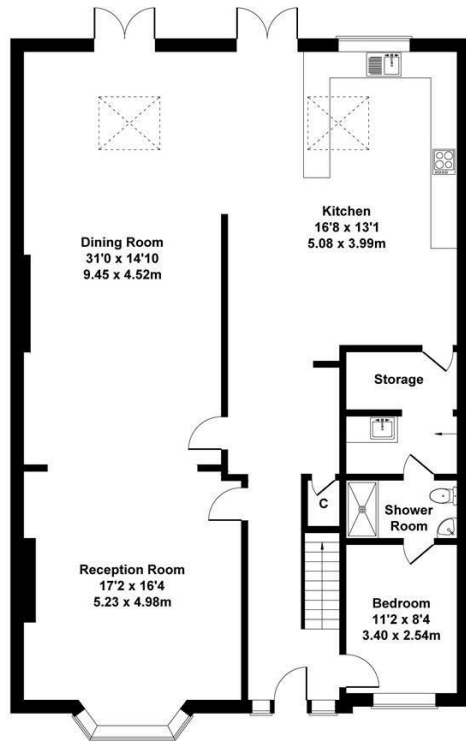 Dining Room
31'0 x 14'10
9.45 x 4.52m
Kitchen
16'8 x 13'1
5.08 x 3.99m
Storage
C
Shower
Room
Reception Room
17'2 x 16'4
5.23 x 4.98m
Bedroom
11'2 x 8'4
3.40 x 2.54m